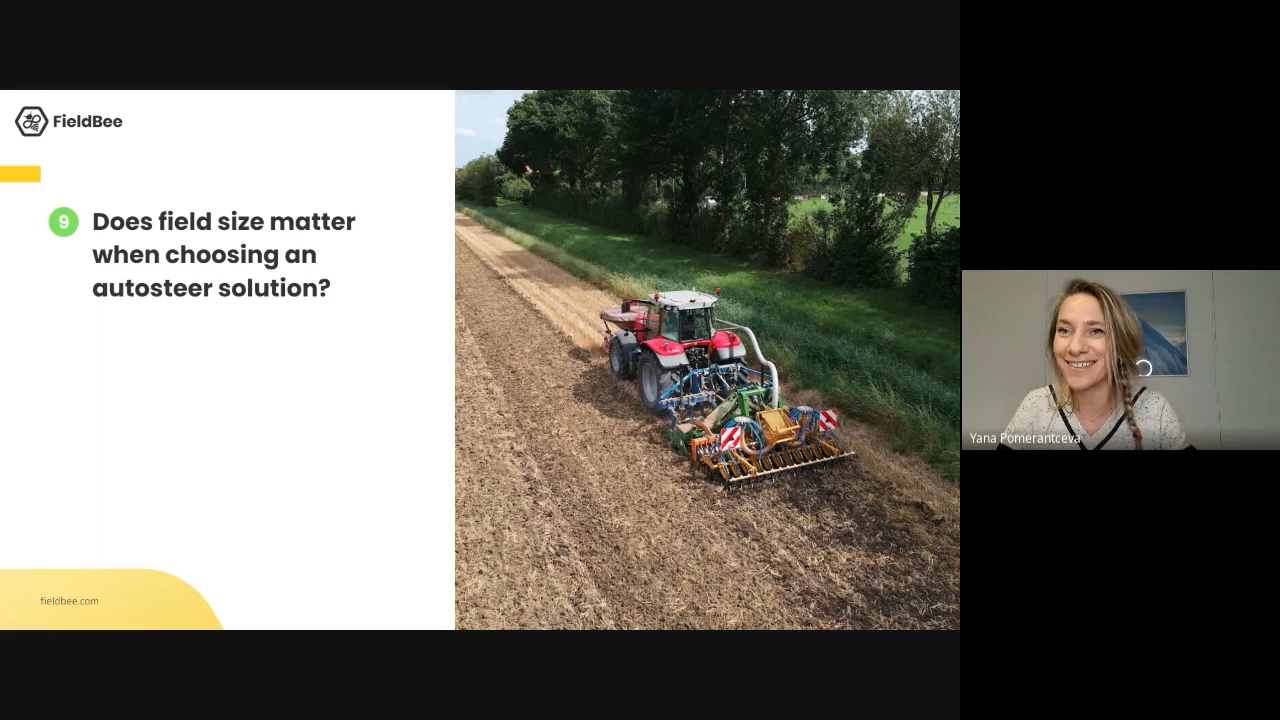 FieldBee
9 Does field size matter
when choosing an
autosteer solution?
fieldbee.com
Yana Pomerantceva